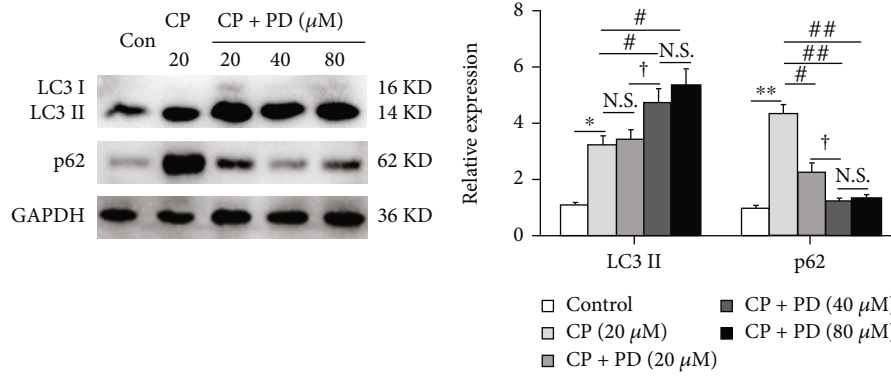 Con CP CP + PD (μM)
20 20 40 80
LC3 I 16 KD
LC3 II 14 KD
p62 62 KD
GAPDH 36 KD
Relative expression
8
6
4
2
0
#
# N.S.
†
N.S.
*
##
##
#
**
†
N.S.
LC3 II p62
Control
CP (20 μM)
CP + PD (20 μM)
CP + PD (40 μM)
CP + PD (80 μM)